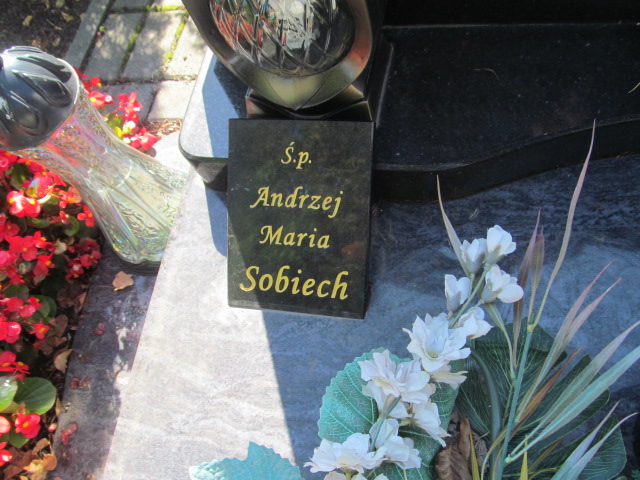 Ś.p.
Andrzej
Maria
Sobiech